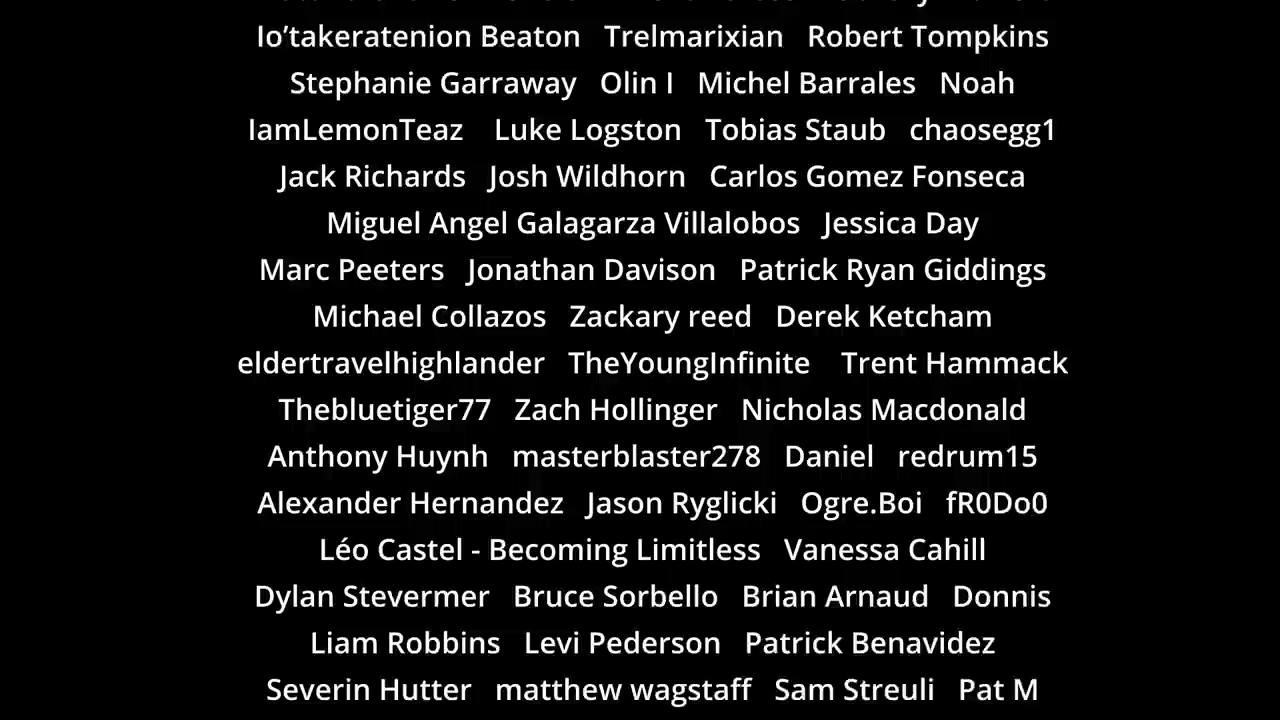 Io’takeratenion Beaton Trelmarixian Robert Tompkins
Stephanie Garraway Olin I Michel Barrales Noah
IamLemonTeaz Luke Logston Tobias Staub chaosegg1
Jack Richards Josh Wildhorn Carlos Gomez Fonseca
Miguel Angel Galagarza Villalobos Jessica Day
Marc Peeters Jonathan Davison Patrick Ryan Giddings
Michael Collazos Zackary reed Derek Ketcham
eldertravelhighlander TheYoungInfinite Trent Hammack
Thebluetiger77 Zach Hollinger Nicholas Macdonald
Anthony Huynh masterblaster278 Daniel redrum15
Alexander Hernandez Jason Ryglicki Ogre.Boi fR0Do0
Léo Castel - Becoming Limitless Vanessa Cahill
Dylan Stevermer Bruce Sorbello Brian Arnaud Donnis
Liam Robbins Levi Pederson Patrick Benavidez
Severin Hutter matthew wagstaff Sam Streuli Pat M